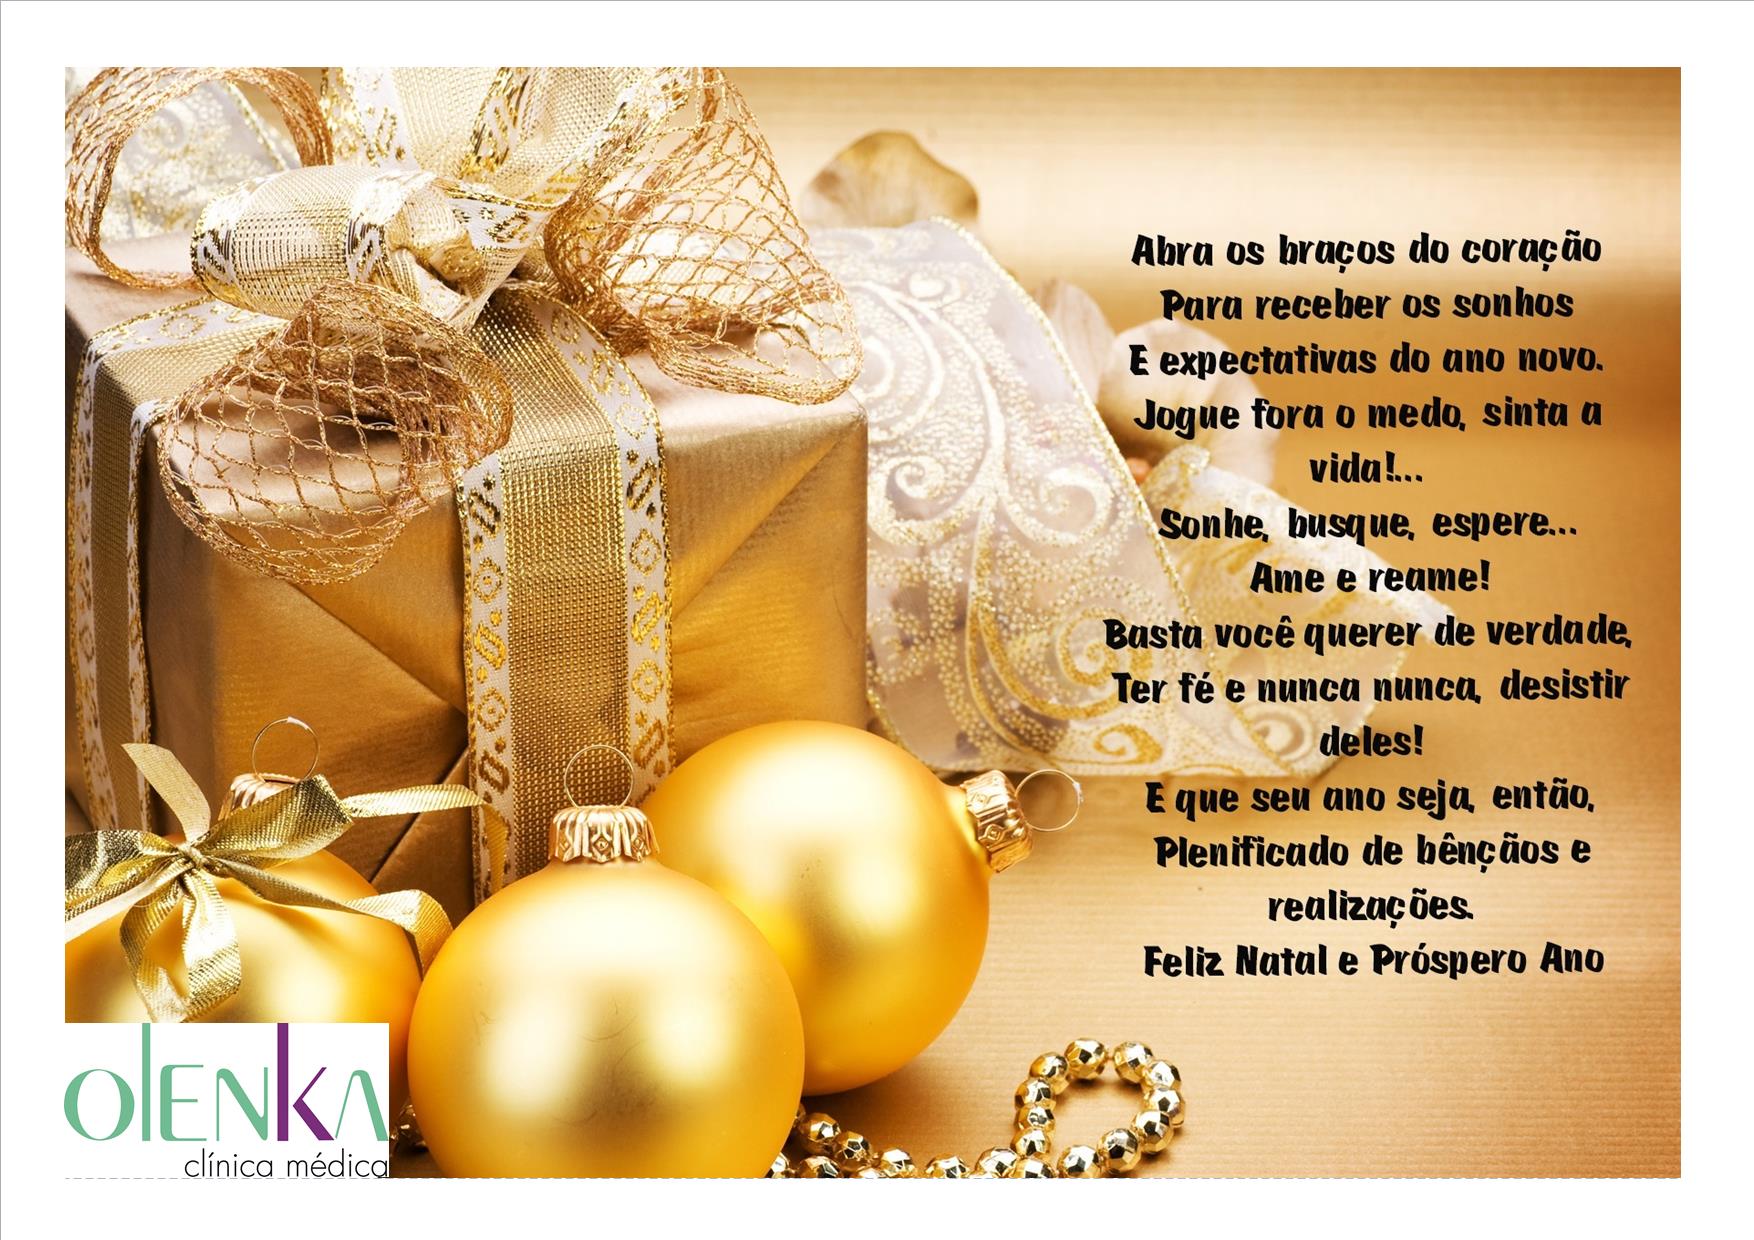 Abra os braços do coração
Para receber os sonhos
E expectativas do ano novo.
Jogue fora o medo, sinta a
vida!...
Sonhe, busque, espere...
Ame e reame!
Basta você querer de verdade,
Ter fé e nunca nunca, desistir
deles!
E que seu ano seja, então,
Plenificado de bênçãos e
realizações.
Feliz Natal e Próspero Ano
olenka
clínica médica